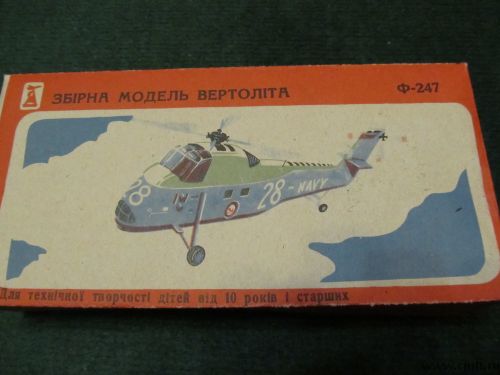 ЗБІРНА МОДЕЛЬ ВЕРТОЛІТА Ф-247
28
28-NAVY
Для технічної творчості дітей від 10 років і старших